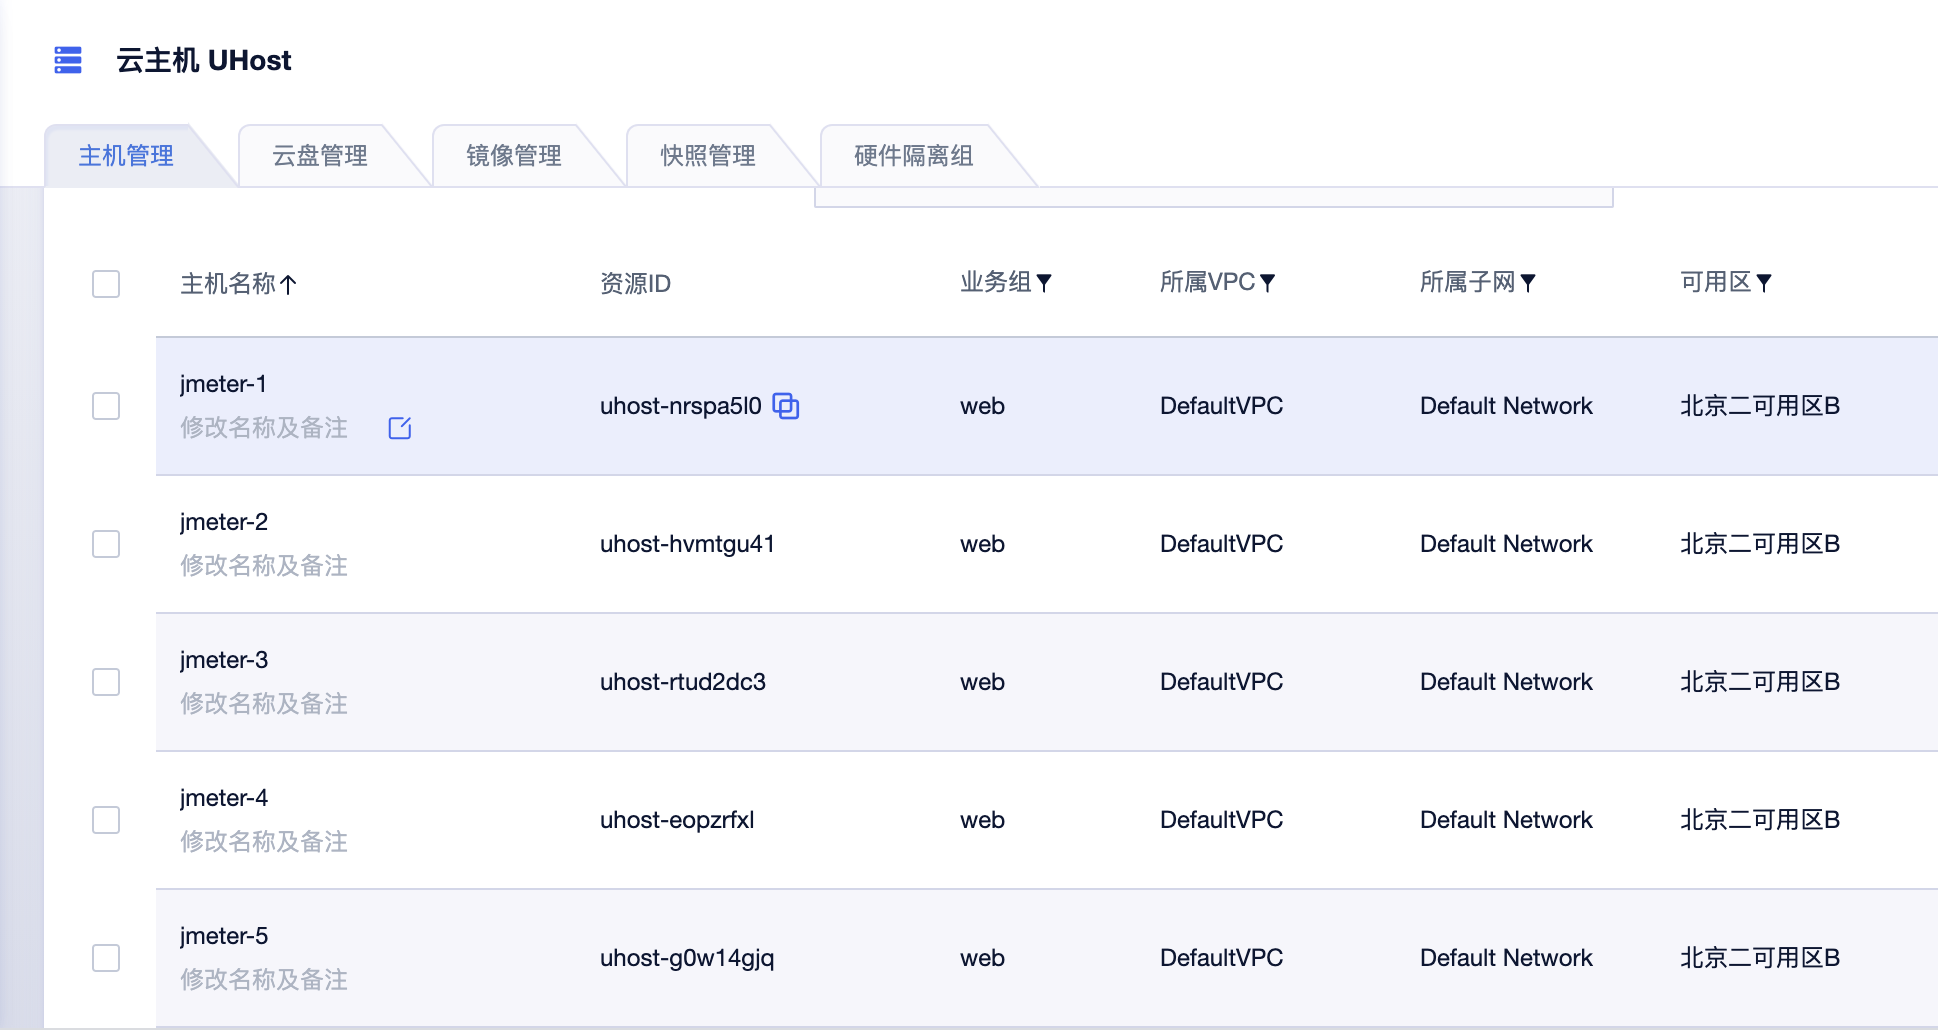 云主机 UHost
主机管理 云盘管理 镜像管理 快照管理 硬件隔离组
主机名称 资源ID 业务组 所属VPC 所属子网 可用区
jmeter-1
修改名称及备注
uhost-nrspa5l0 web DefaultVPC Default Network 北京二可用区B
jmeter-2
修改名称及备注
uhost-hvmtgu41 web DefaultVPC Default Network 北京二可用区B
jmeter-3
修改名称及备注
uhost-rtud2dc3 web DefaultVPC Default Network 北京二可用区B
jmeter-4
修改名称及备注
uhost-eopzrfxl web DefaultVPC Default Network 北京二可用区B
jmeter-5
修改名称及备注
uhost-g0w14gjq web DefaultVPC Default Network 北京二可用区B